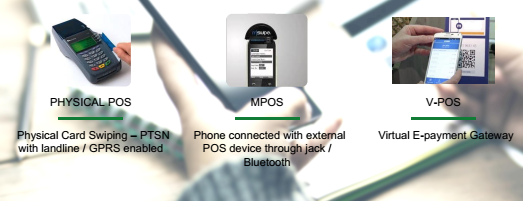 PHYSICAL POS
Physical Card Swiping – PTSN
with landline / GPRS enabled
MPOS
Phone connected with external
POS device through jack /
Bluetooth
V-POS
Virtual E-payment Gateway